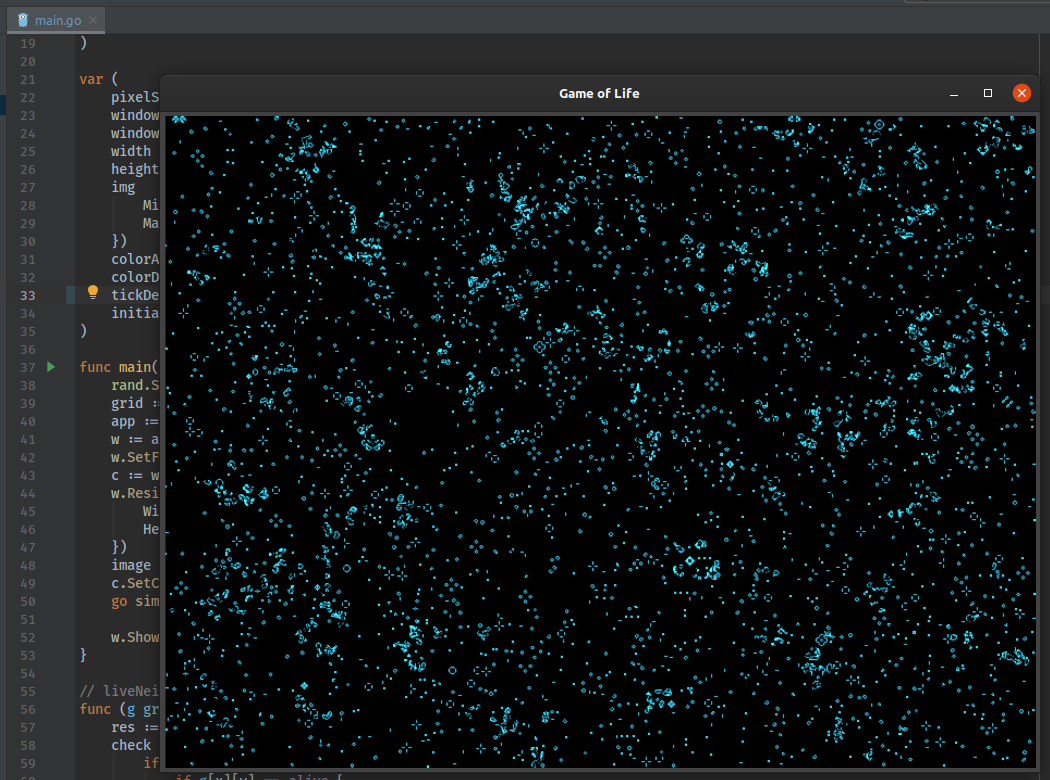 main.go
19 )
20
21 var (
22 pixelS
23 window
24 window
25 width
26 height
27 img
28 Mi
29 Ma
30 })
31 colorA
32 colorD
33 tickDe
34 initia
35 )
36
37 func main(
38 rand.S
39 grid :=
40 app :=
41 w := a
42 w.SetF
43 c := w
44 w.Resi
45 Wi
46 He
47 })
48 image
49 c.SetC
50 go sim
51
52 w.Show
53 }
54
55 // liveNei
56 func (g gr
57 res :=
58 check
59 if
Game of Life